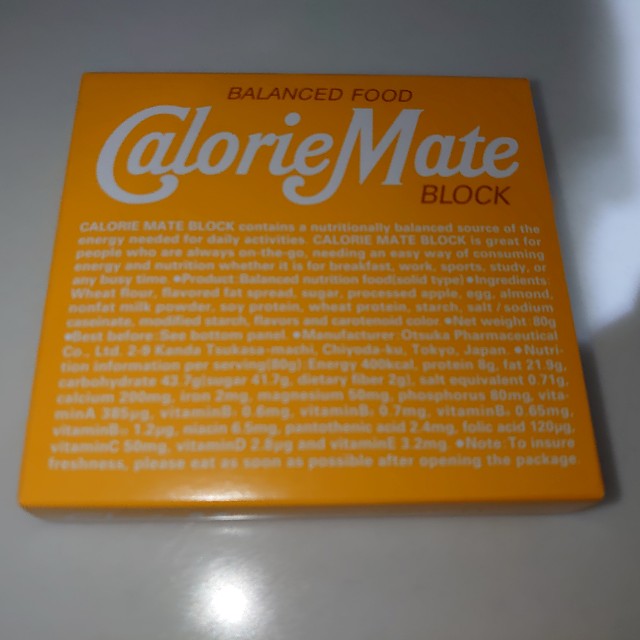 BALANCED FOOD
CalorieMate
BLOCK
CALORIE MATE BLOCK contains a nutritionally balanced source of the
energy needed for daily activities. CALORIE MATE BLOCK is great for
people who are always on-the-go, needing an easy way of consuming
energy and nutrition whether it is for breakfast, work, sports, study, or
any busy time. ●Product: Balanced nutrition food(solid type) ●Ingredients:
Wheat flour, flavored fat spread, sugar, processed apple, egg, almond,
nonfat milk powder, soy protein, wheat protein, starch, salt / sodium
caseinate, modified starch, flavors and carotenoid color ●Net weight: 80g
●Best before: See bottom panel ●Manufacturer: Otsuka Pharmaceutical
Co., Ltd. 2-9 Kanda Tsukasa-machi, Chiyoda-ku, Tokyo, Japan. ●Nutri-
tion information per serving(80g): Energy 400kcal, protein 8g, fat 21.9g,
carbohydrate 43.7g(sugar 41.7g, dietary fiber 2g), salt equivalent 0.71g,
calcium 200mg, iron 2mg, magnesium 50mg, phosphorus 80mg, vita-
minA 385μg, 0.6mg, 0.7mg, 0.65mg,
1.2μg, niacin 6.5mg, pantothenic acid 2.4mg, folic acid 120μg,
vitaminC 50mg, vitaminD 2.8μg and vitaminE 3.2mg. ●Note: To insure
freshness, please eat as soon as possible after opening the package.